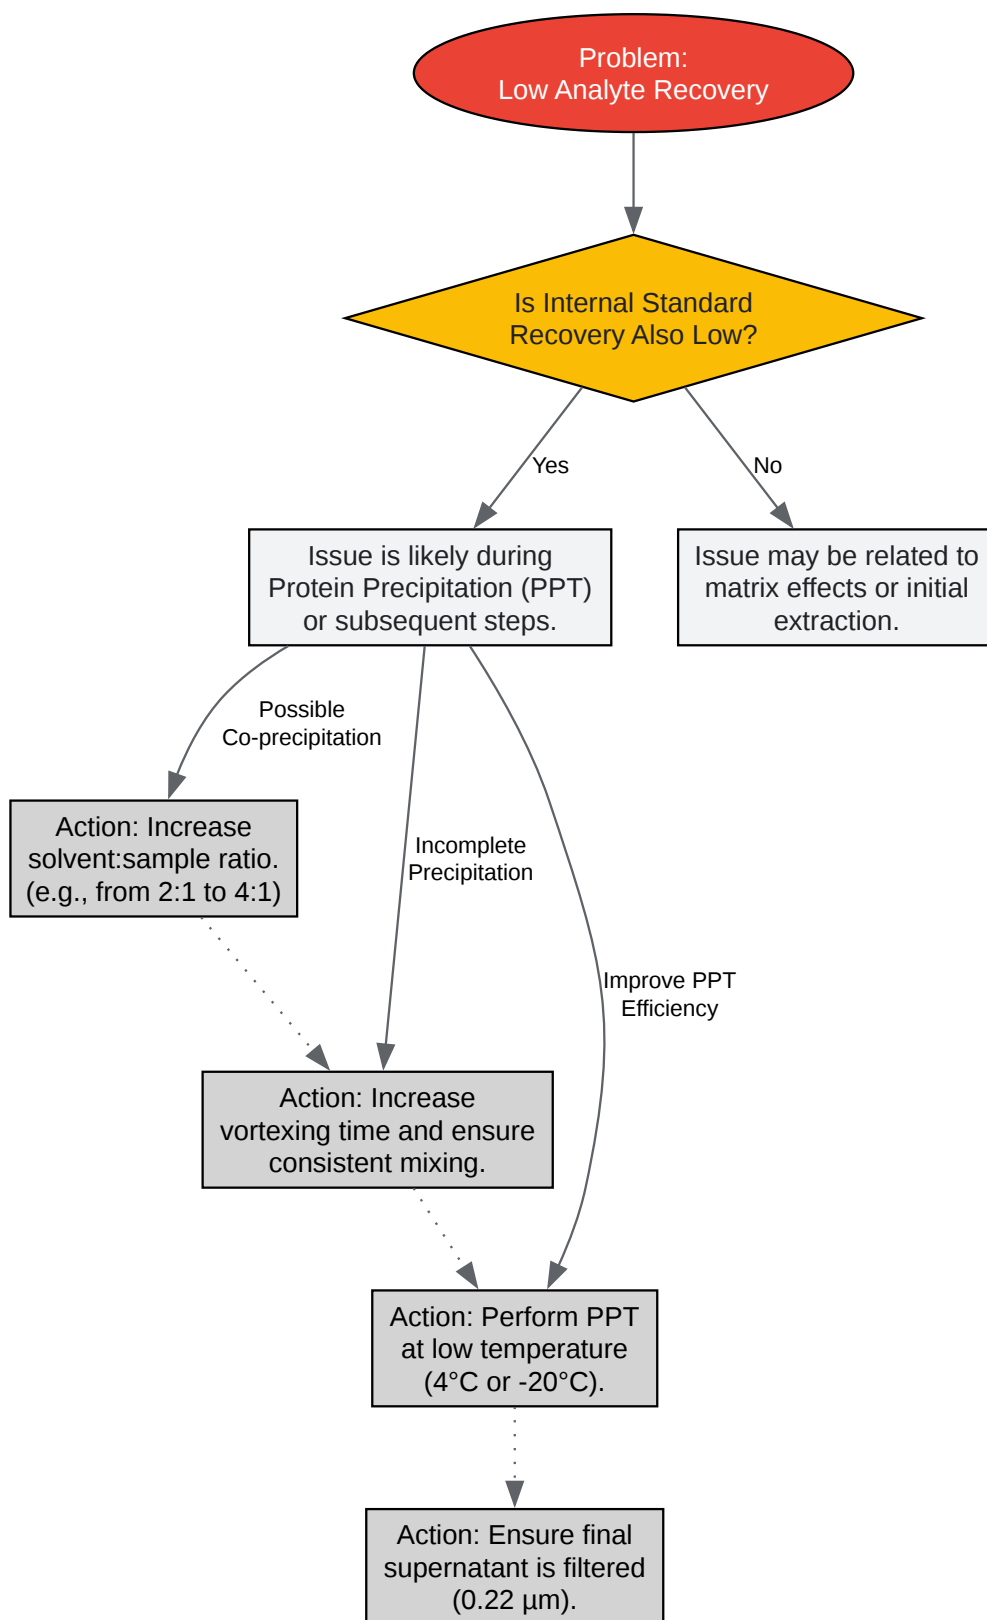 Problem:
Low Analyte Recovery
Is Internal Standard
Recovery Also Low?
Yes
No
Issue is likely during
Protein Precipitation (PPT)
or subsequent steps.
Issue may be related to
matrix effects or initial
extraction.
Possible
Co-precipitation
Action: Increase
solvent:sample ratio.
(e.g., from 2:1 to 4:1)
Incomplete
Precipitation
Improve PPT
Efficiency
Action: Increase
vortexing time and ensure
consistent mixing.
Action: Perform PPT
at low temperature
(4°C or -20°C).
Action: Ensure final
supernatant is filtered
(0.22 µm).